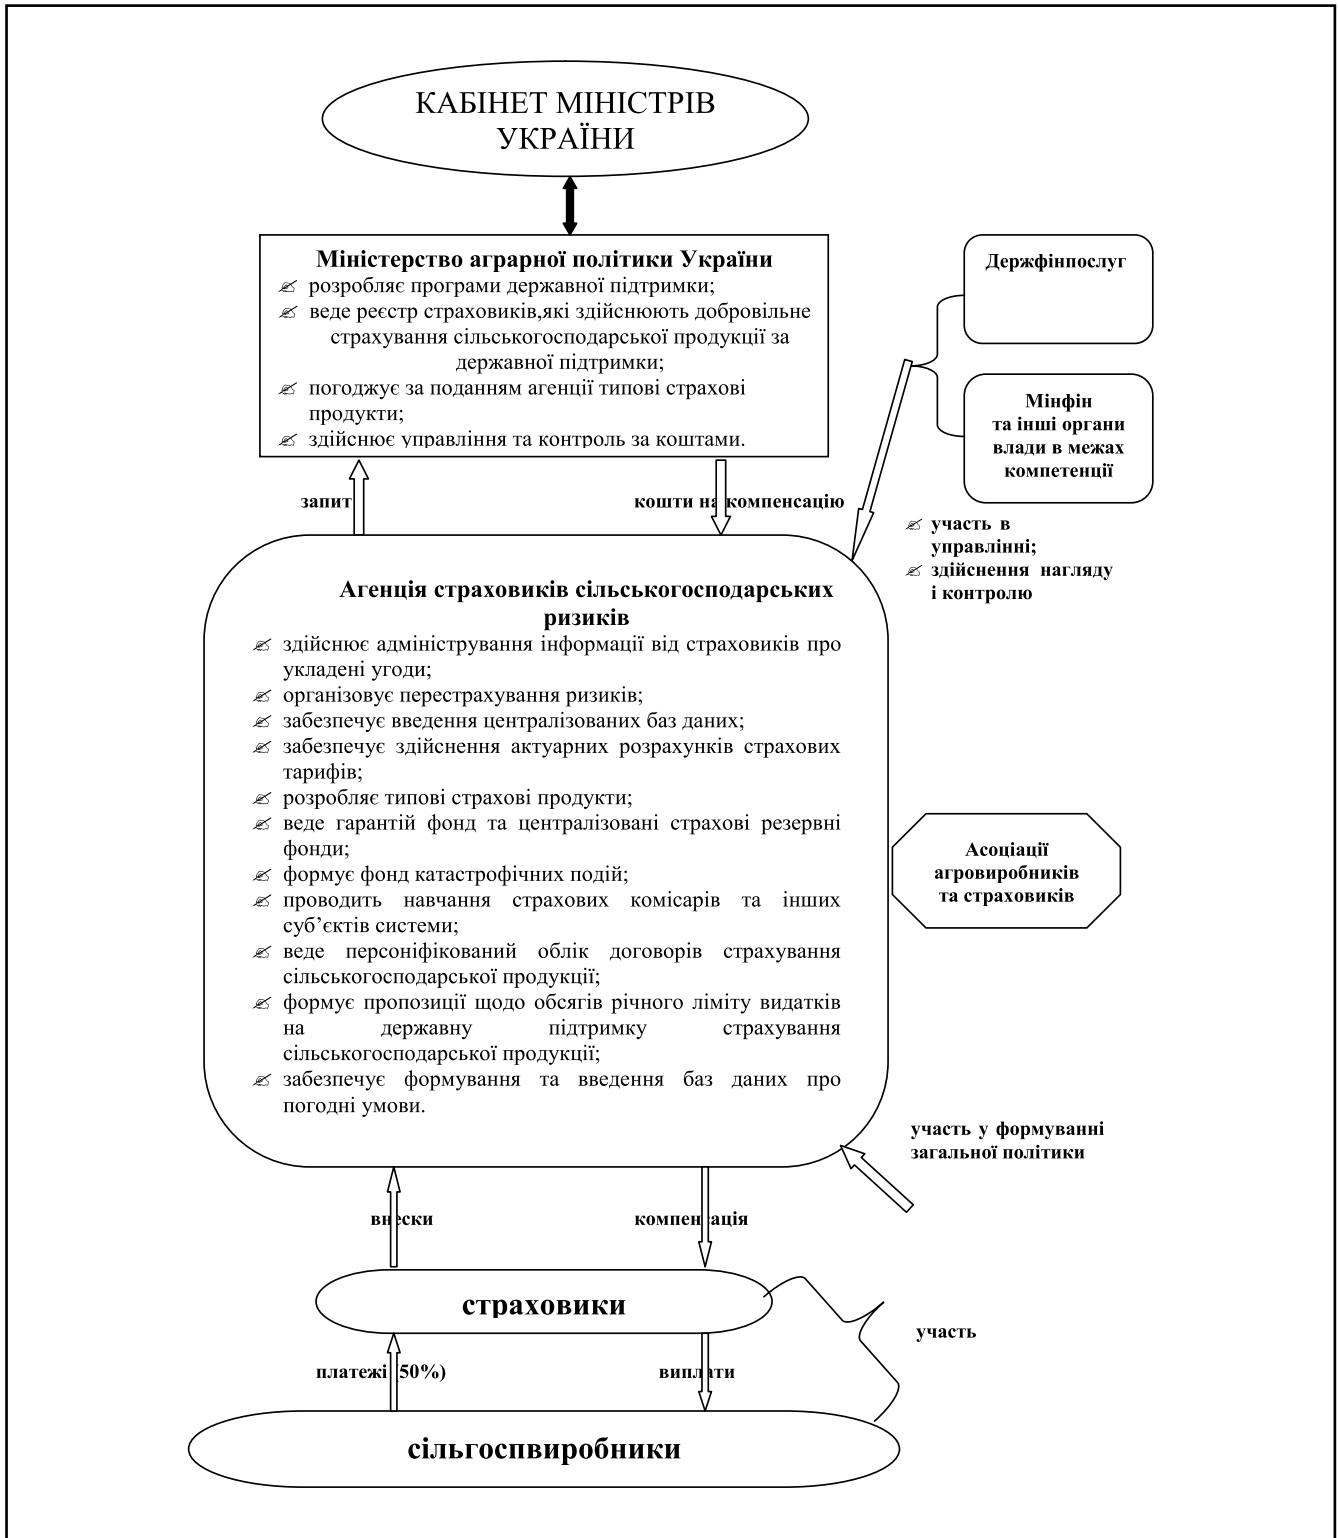 КАБІНЕТ МІНІСТРІВ
УКРАЇНИ
Міністерство аграрної політики України
розробляє програми державної підтримки;
веде реєстр страховиків,які здійснюють добровільне
страхування сільськогосподарської продукції за
державної підтримки;
погоджує за поданням агенції типові страхові
продукти;
здійснює управління та контроль за коштами.
Держфінпослуг
Мінфін
та інші органи
влади в межах
компетенції
запит
кошти на компенсацію
участь в
управлінні;
здійснення нагляду
і контролю
Агенція страховиків сільськогосподарських
ризиків
здійснює адміністрування інформації від страховиків про
укладені угоди;
організовує перестрахування ризиків;
забезпечує введення централізованих баз даних;
забезпечує здійснення актуарних розрахунків страхових
тарифів;
розробляє типові страхові продукти;
веде гарантій фонд та централізовані страхові резервні
фонди;
формує фонд катастрофічних подій;
проводить навчання страхових комісарів та інших
суб’єктів системи;
веде персоніфікований облік договорів страхування
сільськогосподарської продукції;
формує пропозиції щодо обсягів річного ліміту видатків
на державну підтримку страхування
сільськогосподарської продукції;
забезпечує формування та введення баз даних про
погодні умови.
Асоціації
агровиробників
та страховиків
участь у формуванні
загальної політики
внески
компенсація
страховики
участь
платежі (50%)
виплати
сільгоспвиробники